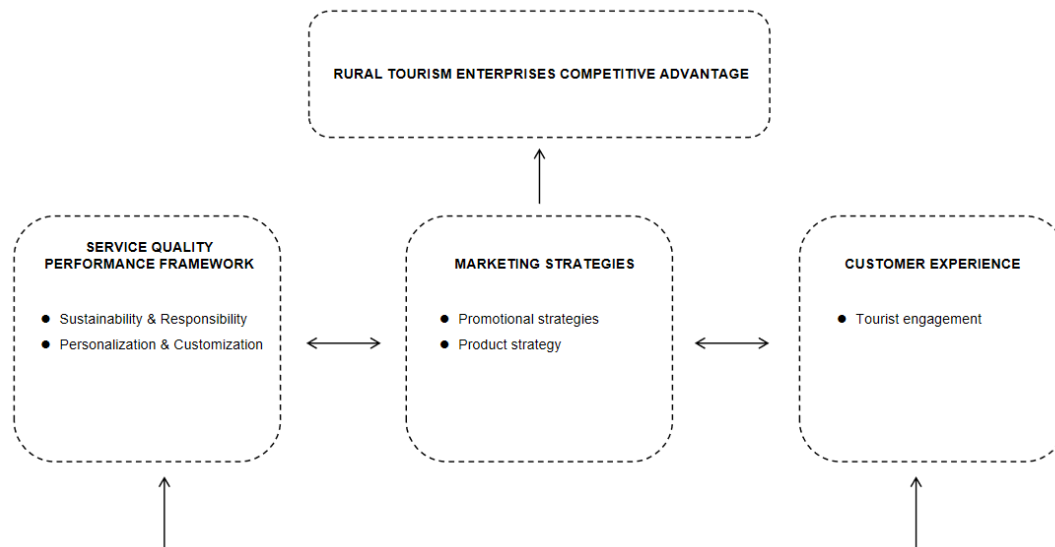 RURAL TOURISM ENTERPRISES COMPETITIVE ADVANTAGE
SERVICE QUALITY
PERFORMANCE FRAMEWORK
● Sustainability & Responsibility
● Personalization & Customization
MARKETING STRATEGIES
● Promotional strategies
● Product strategy
CUSTOMER EXPERIENCE
● Tourist engagement